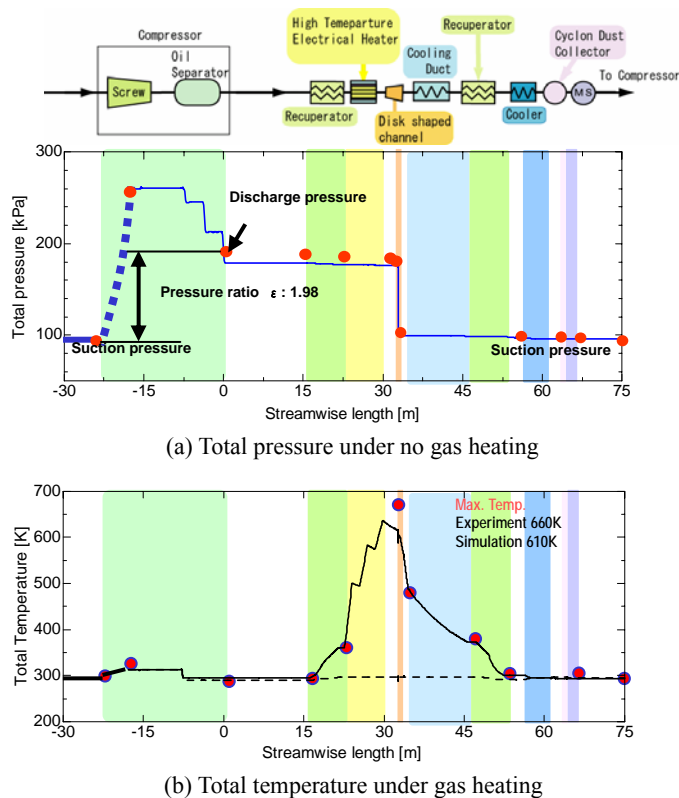 Compressor
Oil
Separator
Screw
High Temeparture
Electrical Heater
Cooling
Duct
Recuperator
Cyclon Dust
Collector
To Compressor
Recuperator
Disk shaped
channel
Cooler
MS
300
200
100
0
Total pressure [kPa]
Discharge pressure
Pressure ratio ε : 1.98
Suction pressure
Suction pressure
-30 -15 0 15 30 45 60 75
Streamwise length [m]
(a) Total pressure under no gas heating
700
600
500
400
300
200
Total Temperature [K]
Max. Temp.
Experiment 660K
Simulation 610K
-30 -15 0 15 30 45 60 75
Streamwise length [m]
(b) Total temperature under gas heating